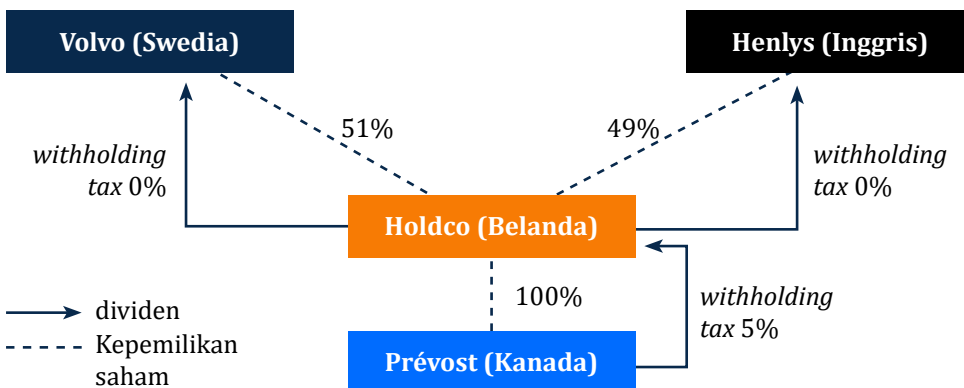 Volvo (Swedia)
Henlys (Inggris)
51%
49%
withholding
tax 0%
withholding
tax 0%
Holdco (Belanda)
100%
withholding
tax 5%
dividen
Kepemilikan
saham
Prévost (Kanada)